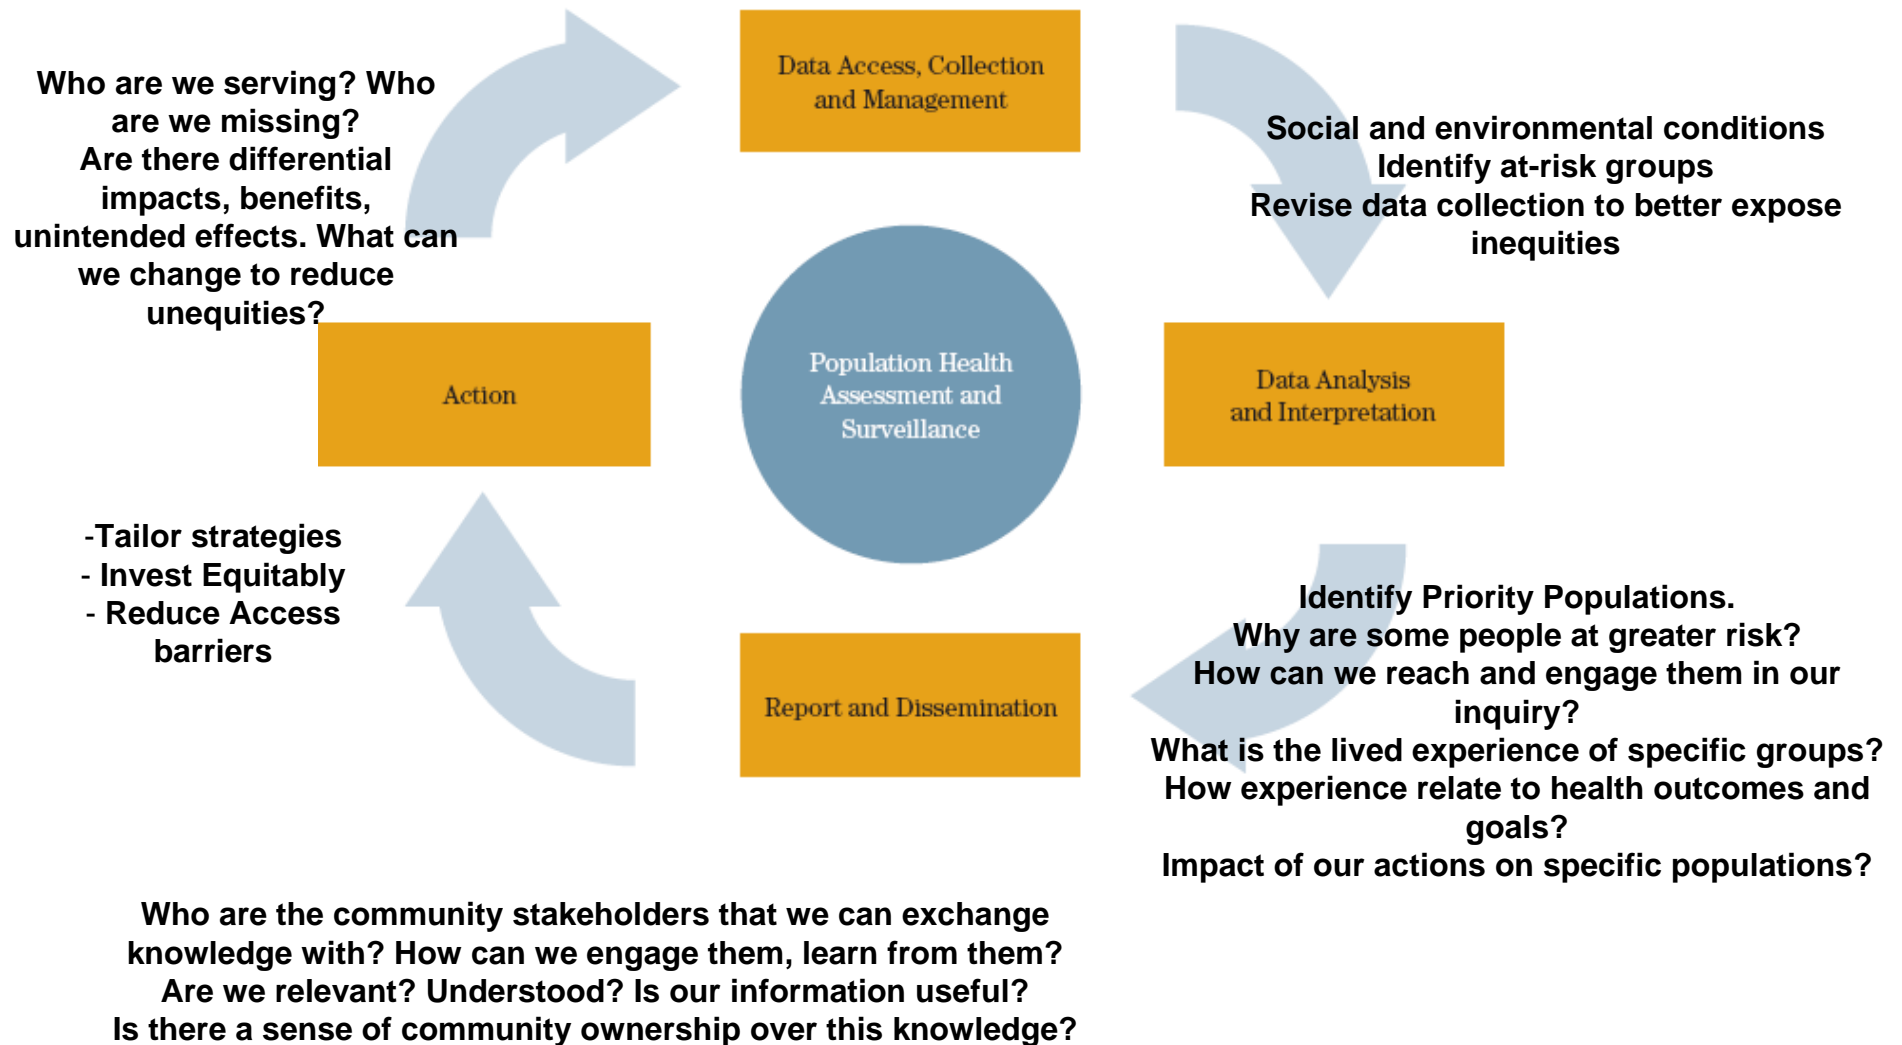 Data Access, Collection
and Management
Who are we serving? Who
are we missing?
Are there differential
impacts, benefits,
unintended effects. What can
we change to reduce
unequities?
Social and environmental conditions
Identify at-risk groups
Revise data collection to better expose
inequities
Action
Population Health
Assessment and
Surveillance
Data Analysis
and Interpretation
-Tailor strategies
- Invest Equitably
- Reduce Access
barriers
Report and Dissemination
Identify Priority Populations.
Why are some people at greater risk?
How can we reach and engage them in our
inquiry?
What is the lived experience of specific groups?
How experience relate to health outcomes and
goals?
Impact of our actions on specific populations?
Who are the community stakeholders that we can exchange
knowledge with? How can we engage them, learn from them?
Are we relevant? Understood? Is our information useful?
Is there a sense of community ownership over this knowledge?